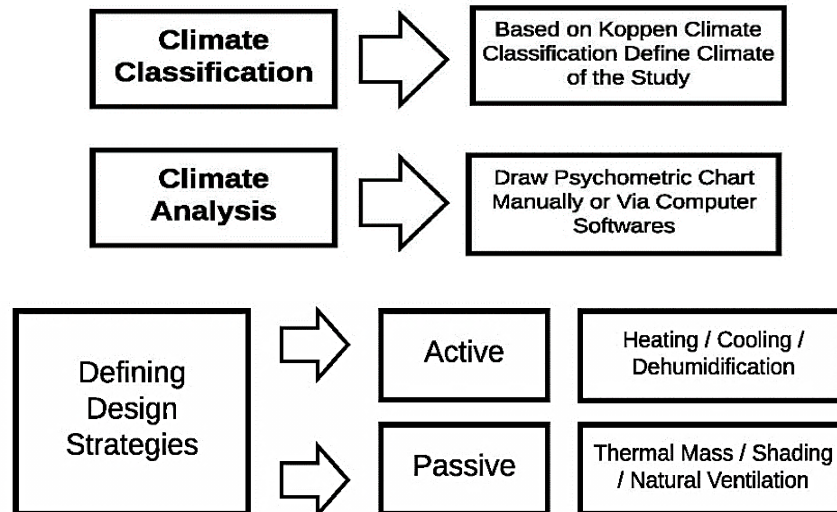 Climate
Classification
Based on Koppen Climate
Classification Define Climate
of the Study
Climate
Analysis
Draw Psychometric Chart
Manually or Via Computer
Softwares
Defining
Design
Strategies
Active
Heating / Cooling /
Dehumidification
Passive
Thermal Mass / Shading
/ Natural Ventilation